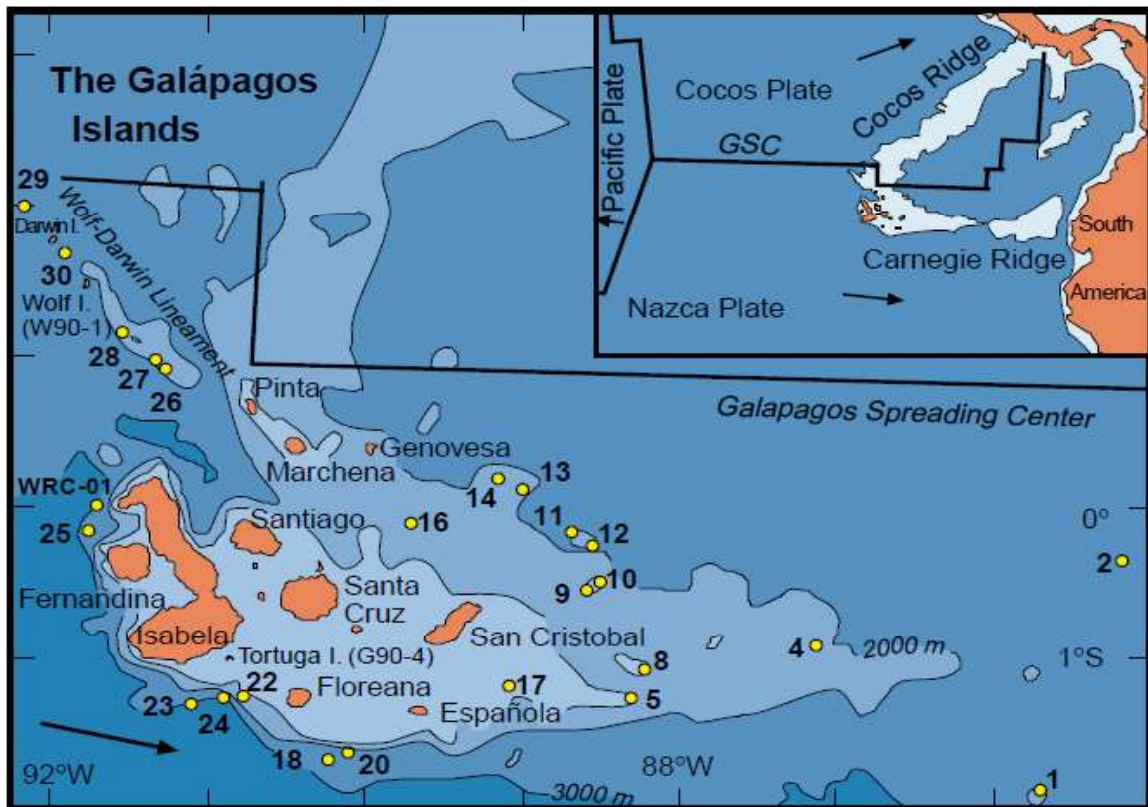 The Galápagos
Islands
29
Darwin I.
30
Wolf-Darwin Lineament
Wolf I.
(W90-1)
28
27
26
Pinta
Marchena
Genovesa
Galapagos Spreading Center
WRC-01
25
Santiago
16
14
13
11
12
0°
2
Fernandina
Isabela
Santa
Cruz
San Cristobal
9
10
Tortuga I. (G90-4)
8
4
2000 m
1°S
22
23
24
Floreana
17
Española
5
18
20
92°W
88°W
3000 m
1
Pacific Plate
Cocos Plate
Cocos Ridge
GSC
Carnegie Ridge
South
America
Nazca Plate